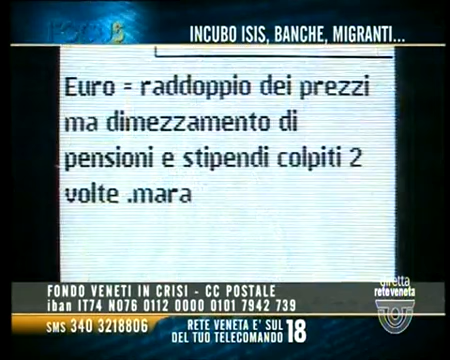 FOCUS
INCUBO ISIS, BANCHE, MIGRANTI...
Euro = raddoppio dei prezzi
ma dimezzamento di
pensioni e stipendi colpiti 2
volte .mara
diretta
reteveneta
FONDO VENETI IN CRISI - CC POSTALE
iban IT74 N076 0112 0000 0101 7942 739
SMS 340 3218806
RETE VENETA E' SUL
DEL TUO TELECOMANDO 18